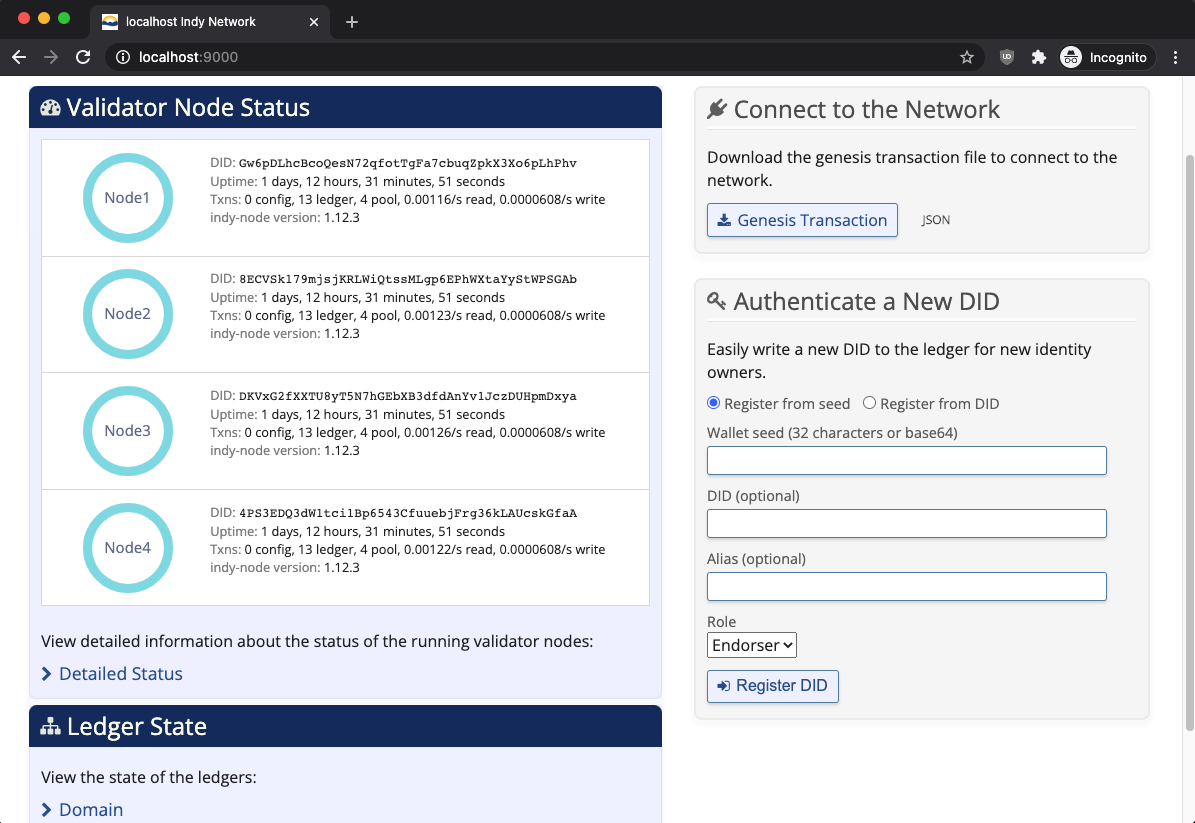 localhost Indy Network
localhost:9000
Incognito
Validator Node Status
Node1
DID: Gw6pDLhcBcoQesN72qfotTgFa7cbuqZpkX3Xo6pLhPhv
Uptime: 1 days, 12 hours, 31 minutes, 51 seconds
Txns: 0 config, 13 ledger, 4 pool, 0.00116/s read, 0.0000608/s write
indy-node version: 1.12.3
Node2
DID: 8ECVSk179mjsjKRLWiQtssMLgp6EPhWXtaYyStWPSGAb
Uptime: 1 days, 12 hours, 31 minutes, 51 seconds
Txns: 0 config, 13 ledger, 4 pool, 0.00123/s read, 0.0000608/s write
indy-node version: 1.12.3
Node3
DID: DKVxG2fXXTU8yT5N7hGEbXB3dfdAnYv1JczDUHpmDxya
Uptime: 1 days, 12 hours, 31 minutes, 51 seconds
Txns: 0 config, 13 ledger, 4 pool, 0.00126/s read, 0.0000608/s write
indy-node version: 1.12.3
Node4
DID: 4PS3EDQ3dW1tci1Bp6543CfuuebjFrg36kLAUcskGfaA
Uptime: 1 days, 12 hours, 31 minutes, 51 seconds
Txns: 0 config, 13 ledger, 4 pool, 0.00122/s read, 0.0000608/s write
indy-node version: 1.12.3
View detailed information about the status of the running validator nodes:
Detailed Status
Ledger State
View the state of the ledgers:
Domain
Connect to the Network
Download the genesis transaction file to connect to the
network.
Genesis Transaction
JSON
Authenticate a New DID
Easily write a new DID to the ledger for new identity
owners.
Register from seed Register from DID
Wallet seed (32 characters or base64)
DID (optional)
Alias (optional)
Role
Endorser
Register DID